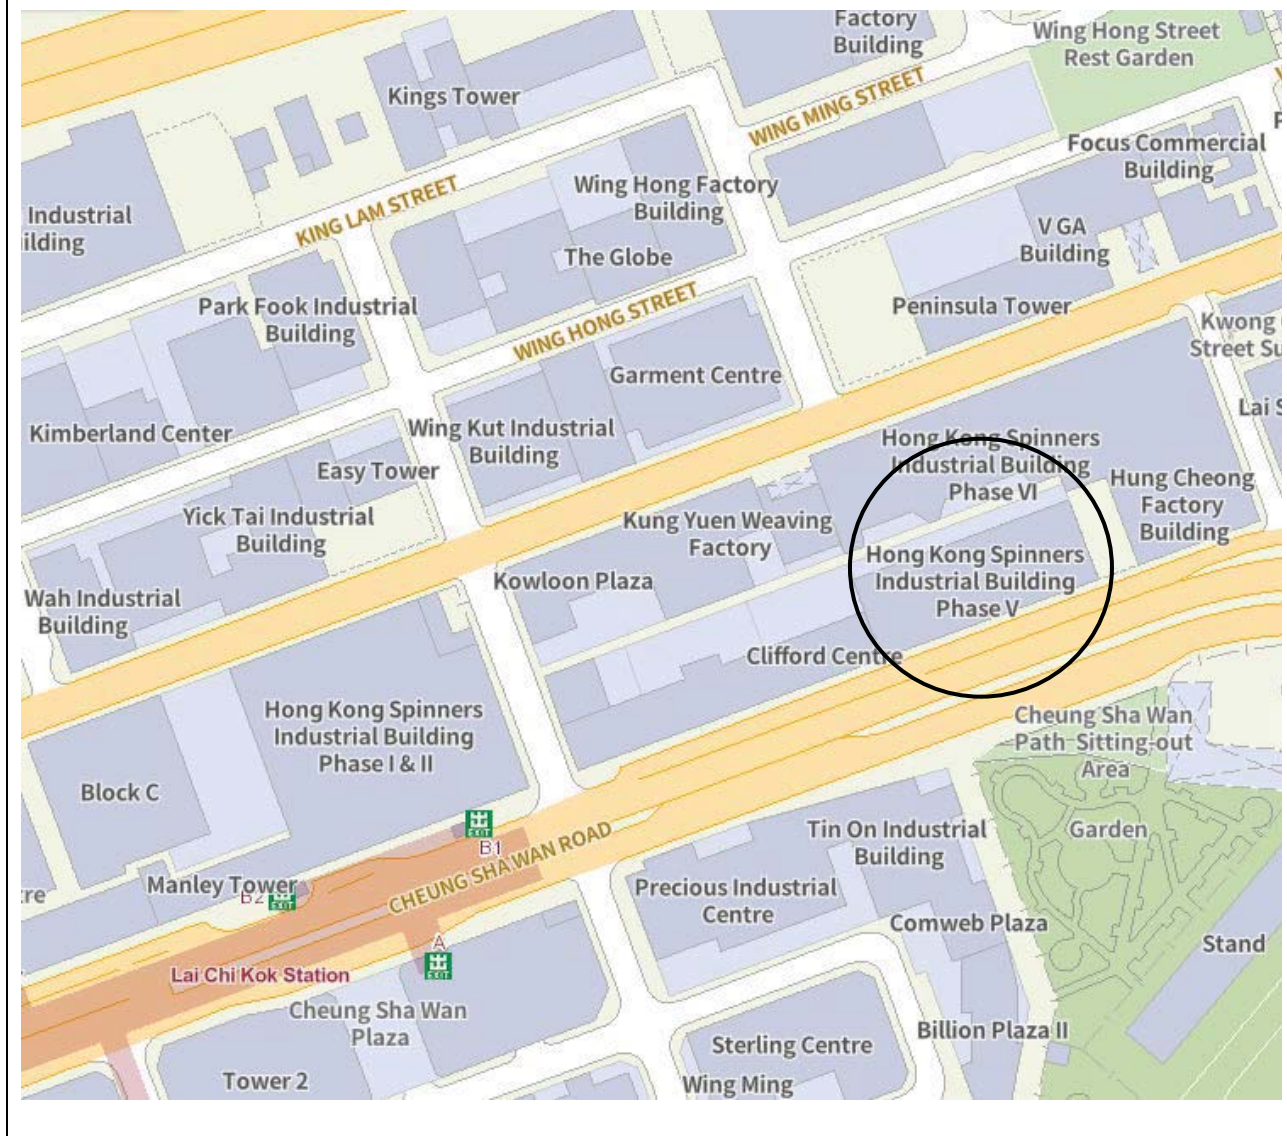 Factory
Building
Wing Hong Street
Rest Garden
Kings Tower
WING MING STREET
Focus Commercial
Building
Industrial
Wing Hong Factory
Building
KING LAM STREET
V GA
Building
The Globe
Park Fook Industrial
Building
WING HONG STREET
Peninsula Tower
Kwong
Street
Garment Centre
Lai
Kimberland Center
Wing Kut Industrial
Building
Easy Tower
Hong Kong Spinners
Industrial Building
Phase VI
Hung Cheong
Factory
Building
Yick Tai Industrial
Building
Kung Yuen Weaving
Factory
Hong Kong Spinners
Industrial Building
Phase V
Kowloon Plaza
Wah Industrial
Building
Clifford Centre
Hong Kong Spinners
Industrial Building
Phase I & II
Cheung Sha Wan
Path Sitting-out
Area
Block C
EXIT
B1
CHEUNG SHA WAN ROAD
Tin On Industrial
Building
Garden
Manley Tower
B2
EXIT
Precious Industrial
Centre
Comweb Plaza
Stand
A
EXIT
Lai Chi Kok Station
Cheung Sha Wan
Plaza
Sterling Centre
Billion Plaza II
Tower 2
Wing Ming